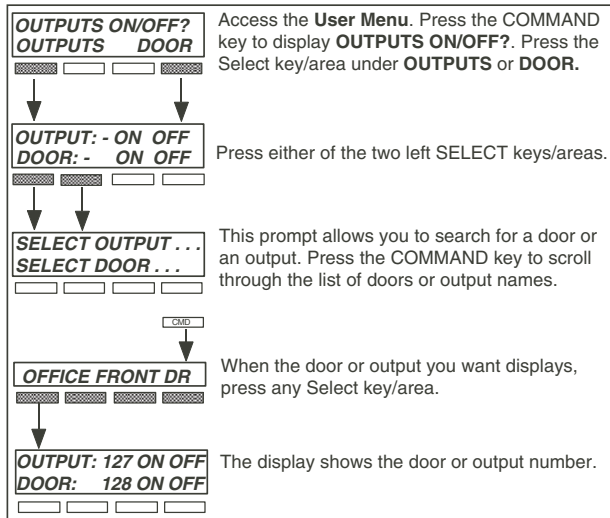 OUTPUTS ON/OFF?
OUTPUTS DOOR
Access the User Menu. Press the COMMAND
key to display OUTPUTS ON/OFF?. Press the
Select key/area under OUTPUTS or DOOR.
OUTPUT: - ON OFF
DOOR: - ON OFF
Press either of the two left SELECT keys/areas.
SELECT OUTPUT . . .
SELECT DOOR . . .
This prompt allows you to search for a door or
an output. Press the COMMAND key to scroll
through the list of doors or output names.
CMD
OFFICE FRONT DR
When the door or output you want displays,
press any Select key/area.
OUTPUT: 127 ON OFF
DOOR: 128 ON OFF
The display shows the door or output number.